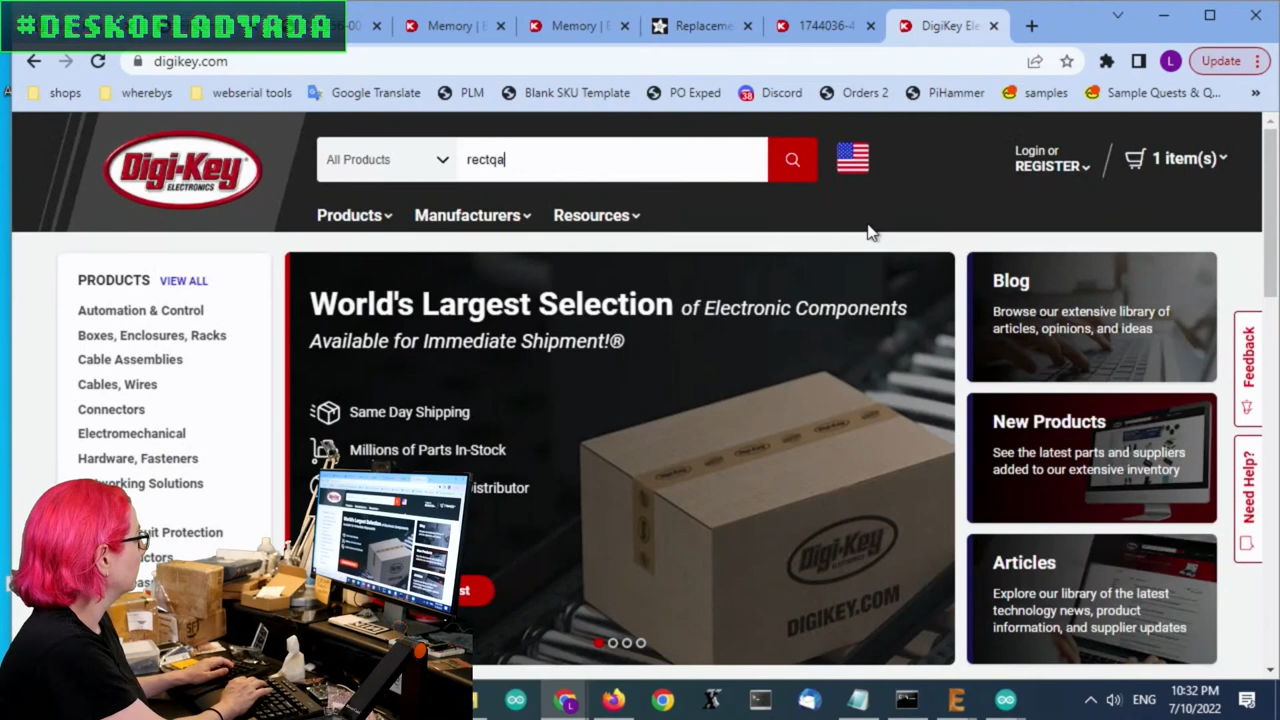 #DESKOFLADYADA
Memory | E
Memory | E
Replaceme
1744036-4
DigiKey Ele
digikey.com
Update
shops
wherebys
webserial tools
Google Translate
PLM
Blank SKU Template
PO Exped
38
Discord
Orders 2
PiHammer
samples
Sample Quests & Q...
»
L
Digi-Key
ELECTRONICS
All Products
rectqa
Login or
REGISTER
1 item(s)
Products
Manufacturers
Resources
PRODUCTS VIEW ALL
Automation & Control
Boxes, Enclosures, Racks
Cable Assemblies
Cables, Wires
Connectors
Electromechanical
Hardware, Fasteners
working Solutions
uit Protection
World's Largest Selection of Electronic Components
Available for Immediate Shipment!®
Same Day Shipping
Millions of Parts In-Stock
istributor
st
Digi-Key
ELECTRONICS
DIGIKEY.COM
Blog
Browse our extensive library of
articles, opinions, and ideas
New Products
See the latest parts and suppliers
added to our extensive inventory
Articles
Explore our library of the latest
technology news, product
information, and supplier updates
Feedback
Need Help?
ENG
10:32 PM
7/10/2022